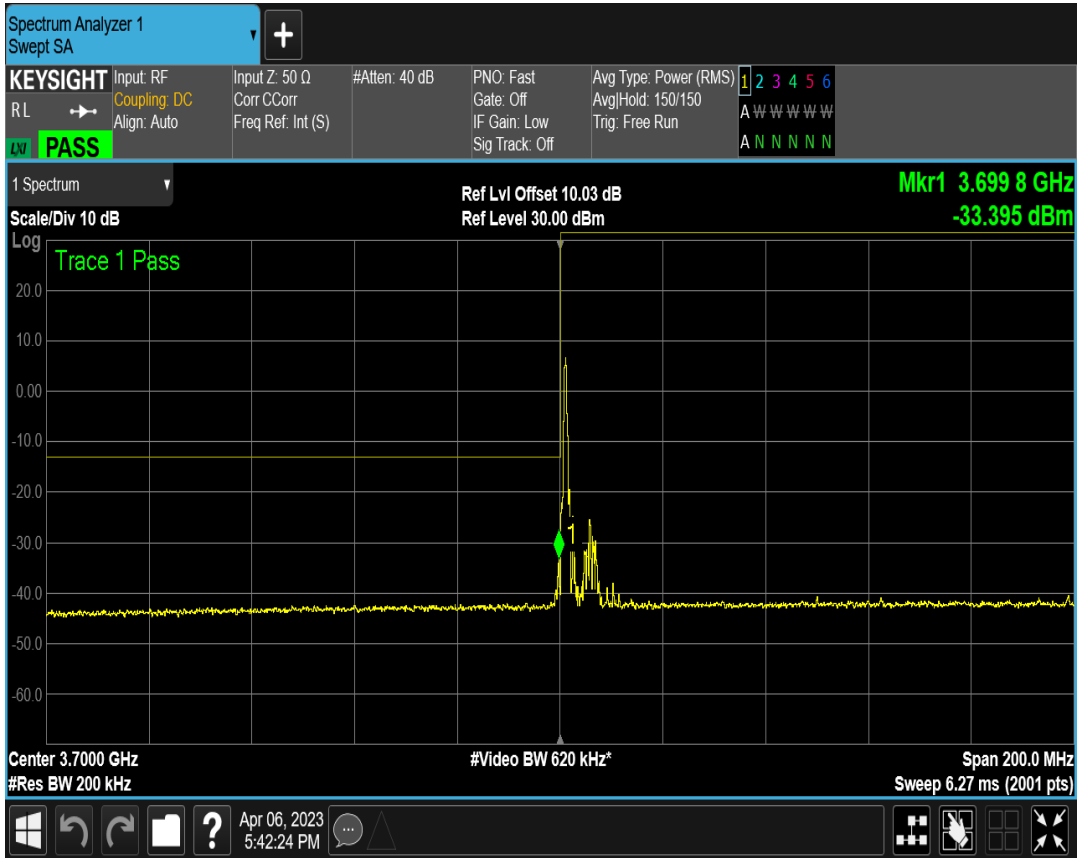 Spectrum Analyzer 1
Swept SA
+
KEYSIGHT
R L
LXI
PASS
Input: RF
Coupling: DC
Align: Auto
Input Z: 50 Ω
Corr CCorr
Freq Ref: Int (S)
#Atten: 40 dB
PNO: Fast
Gate: Off
IF Gain: Low
Sig Track: Off
Avg Type: Power (RMS)
Avg|Hold: 150/150
Trig: Free Run
1 2 3 4 5 6
A W W W W W
A N N N N N
1 Spectrum
Scale/Div 10 dB
Ref Lvl Offset 10.03 dB
Ref Level 30.00 dBm
Mkr1 3.699 8 GHz
-33.395 dBm
Log
Trace 1 Pass
20.0
10.0
0.00
-10.0
-20.0
-30.0
-40.0
-50.0
-60.0
1
Center 3.7000 GHz
#Video BW 620 kHz*
Span 200.0 MHz
#Res BW 200 kHz
Sweep 6.27 ms (2001 pts)
?
Apr 06, 2023
5:42:24 PM